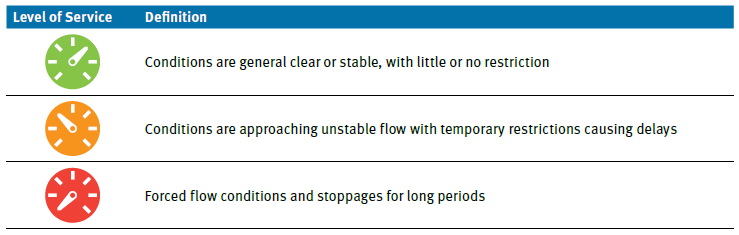 Level of Service Definition
Conditions are general clear or stable, with little or no restriction
Conditions are approaching unstable flow with temporary restrictions causing delays
Forced flow conditions and stoppages for long periods